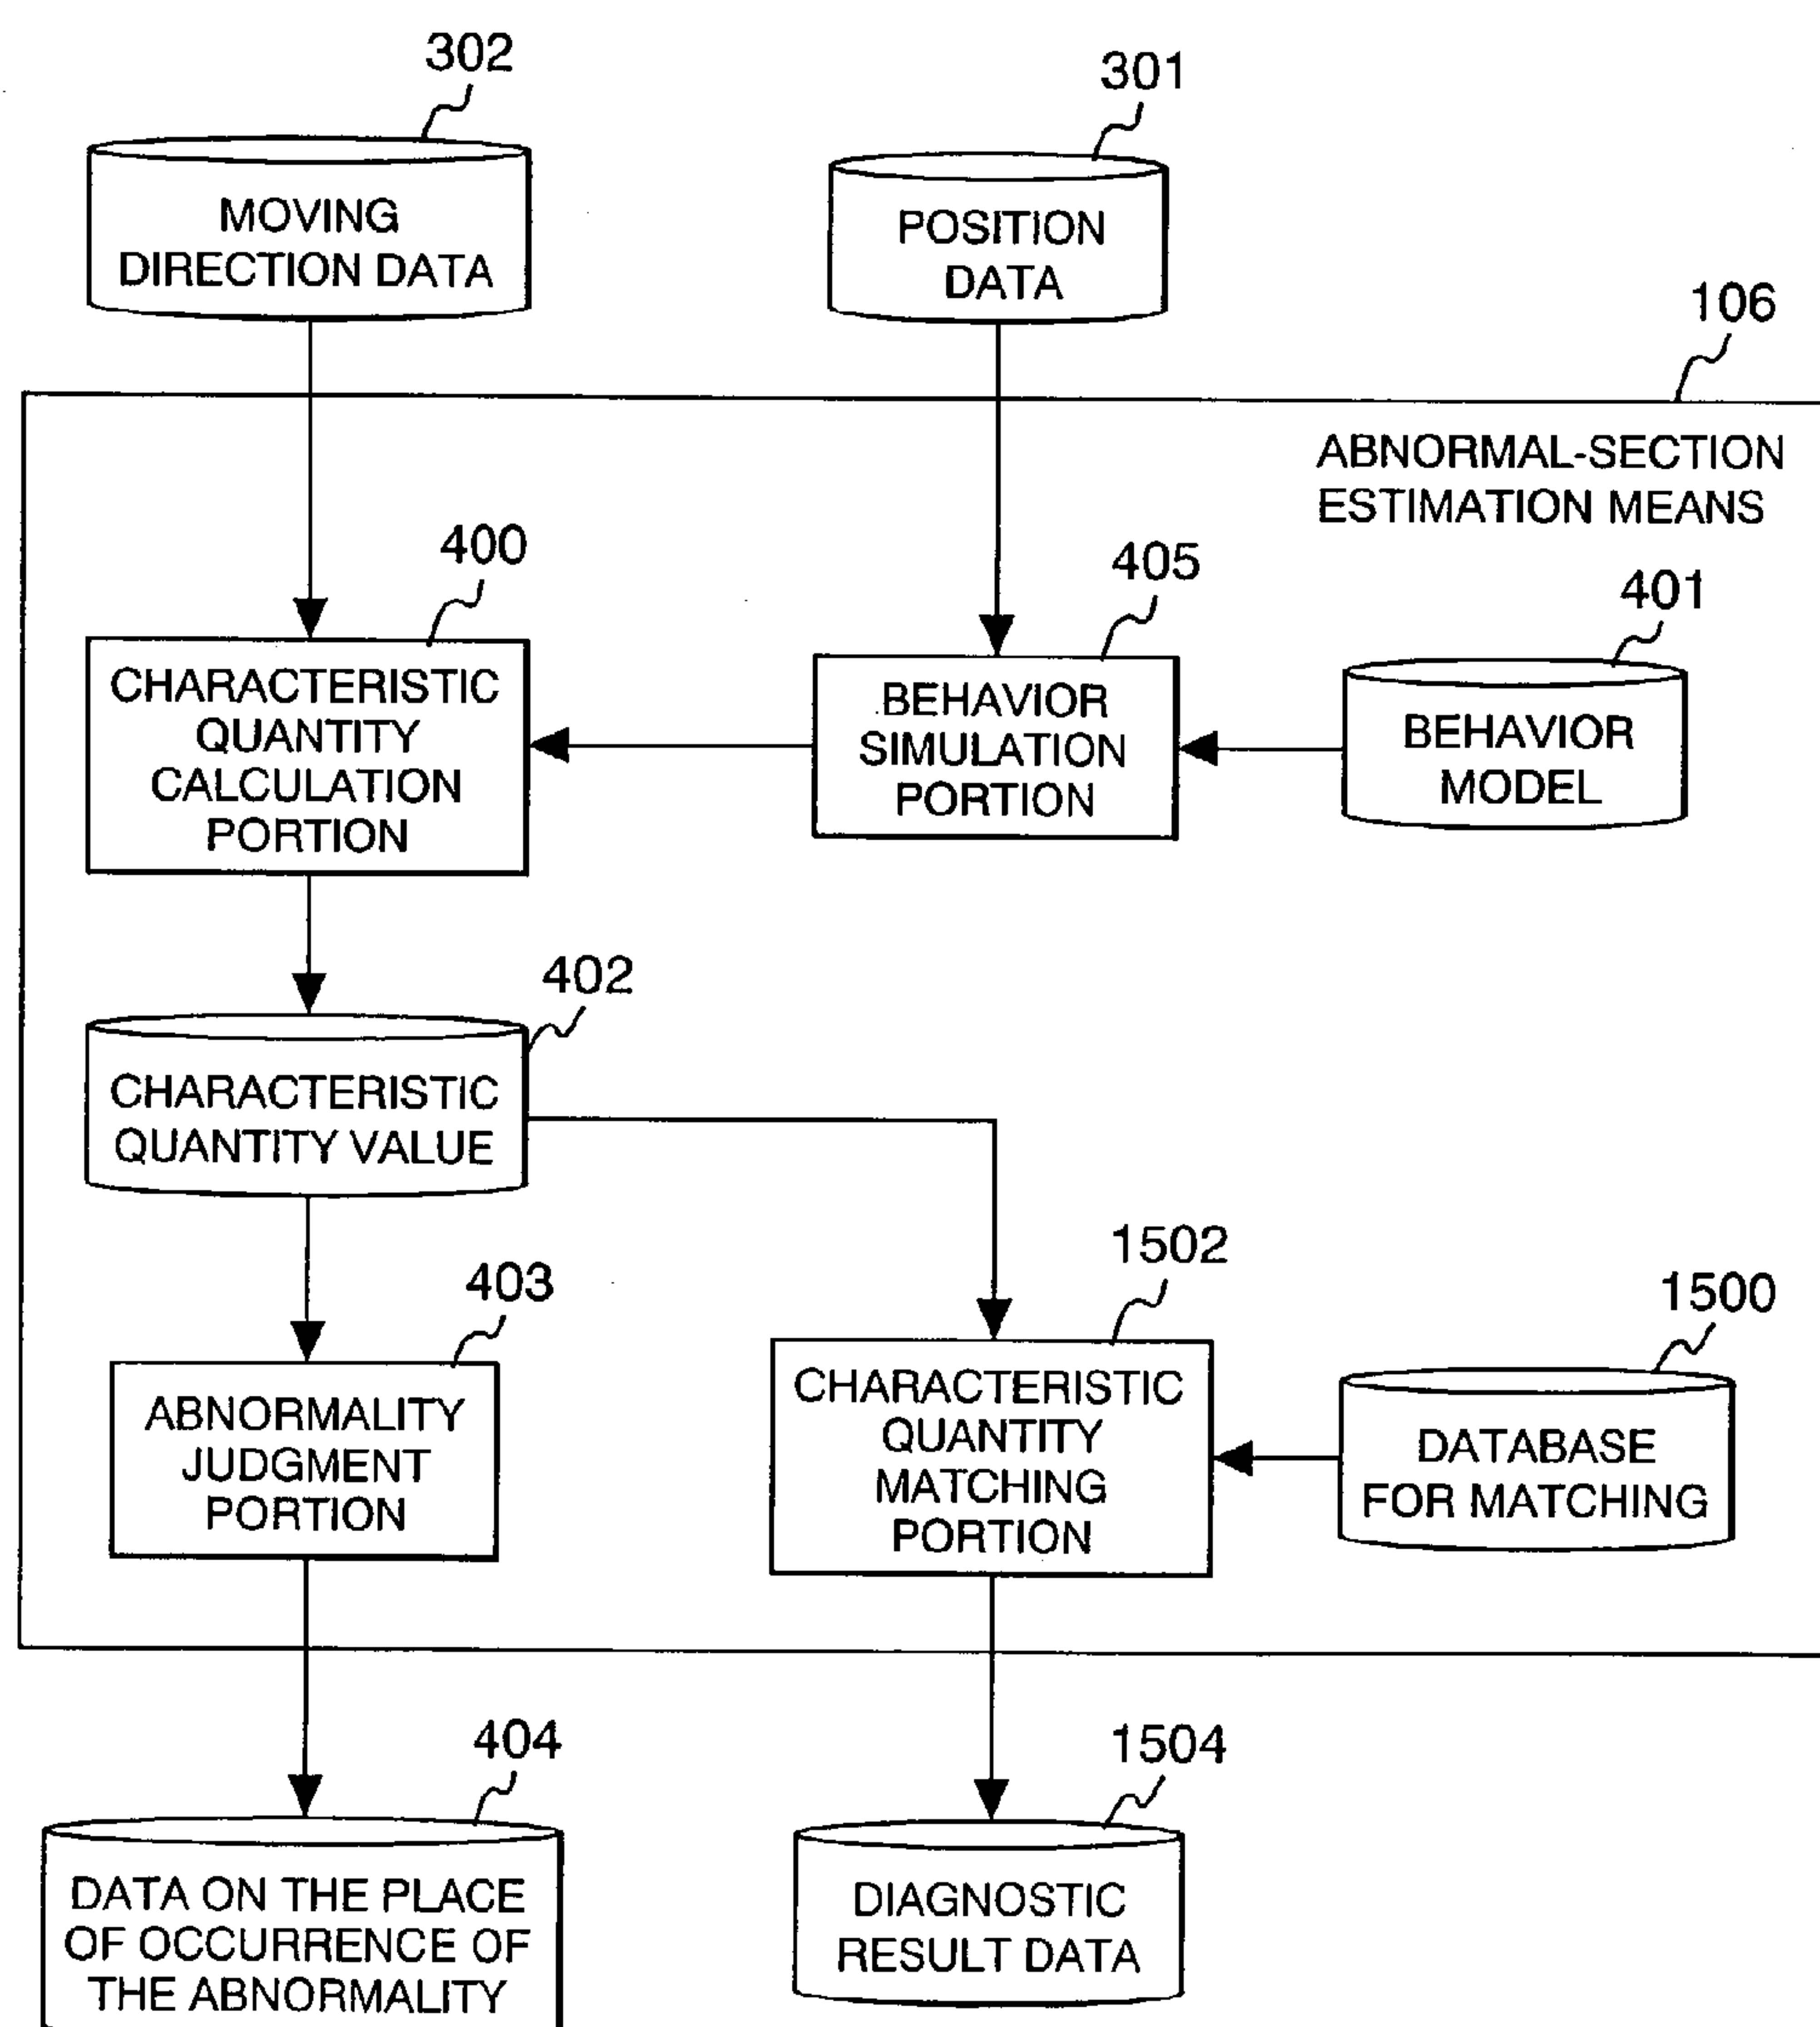 302
301
MOVING
DIRECTION DATA
POSITION
DATA
106
ABNORMAL-SECTION
ESTIMATION MEANS
400
405
401
CHARACTERISTIC
QUANTITY
CALCULATION
PORTION
BEHAVIOR
SIMULATION
PORTION
BEHAVIOR
MODEL
402
CHARACTERISTIC
QUANTITY VALUE
403
1502
1500
ABNORMALITY
JUDGMENT
PORTION
CHARACTERISTIC
QUANTITY
MATCHING
PORTION
DATABASE
FOR MATCHING
404
1504
DATA ON THE PLACE
OF OCCURRENCE OF
THE ABNORMALITY
DIAGNOSTIC
RESULT DATA